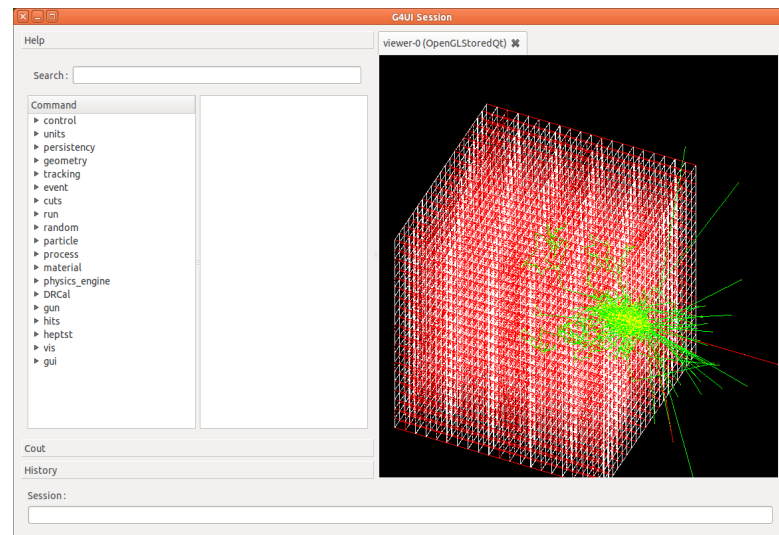 G4UI Session
Help
viewer-0 (OpenGLStoredQt)
Search:
Command
control
units
persistency
geometry
tracking
event
cuts
run
random
particle
process
material
physics_engine
DRCal
gun
hits
heptst
vis
gui
Cout
History
Session: